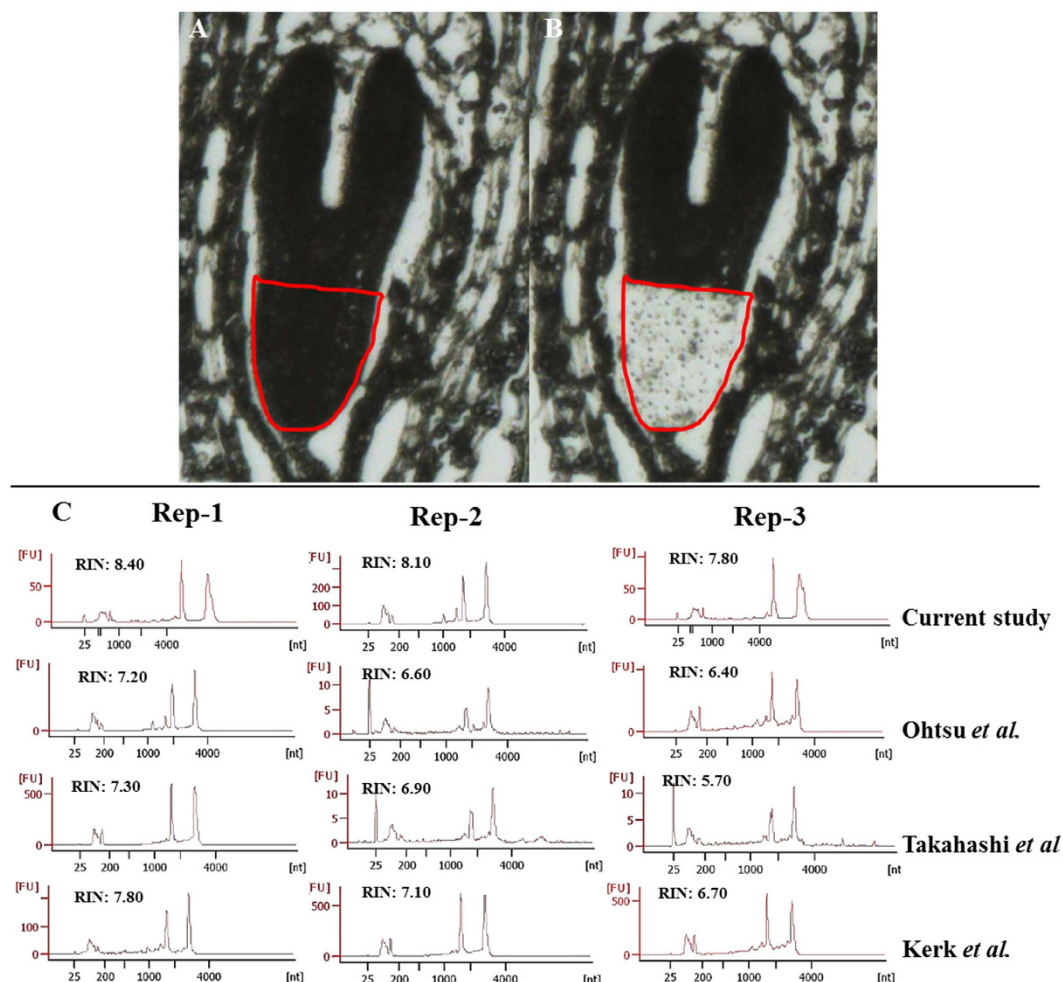 A B
C Rep-1 Rep-2 Rep-3
[FU] RIN: 8.40 [FU] RIN: 8.10 [FU] RIN: 7.80
50 200 50
0 0 0
25 1000 4000 [nt] 25 200 1000 4000 [nt] 25 1000 4000 [nt]
Current study
[FU] RIN: 7.20 [FU] RIN: 6.60 [FU] RIN: 6.40
10
5
0 0 0
25 200 1000 4000 [nt] 25 200 1000 4000 [nt] 25 200 1000 4000 [nt]
Ohtsu et al.
[FU] RIN: 7.30 [FU] RIN: 6.90 [FU] RIN: 5.70
500 10 10
5 5
0 0 0
25 200 1000 4000 [nt] 25 200 1000 4000 [nt] 25 200 1000 4000 [nt
Takahashi et al
[FU] RIN: 7.80 [FU] RIN: 7.10 [FU] RIN: 6.70
100 500 500
0 0 0
25 200 1000 4000 [nt] 25 200 1000 4000 [nt] 25 200 1000 4000 [nt]
Kerk et al.